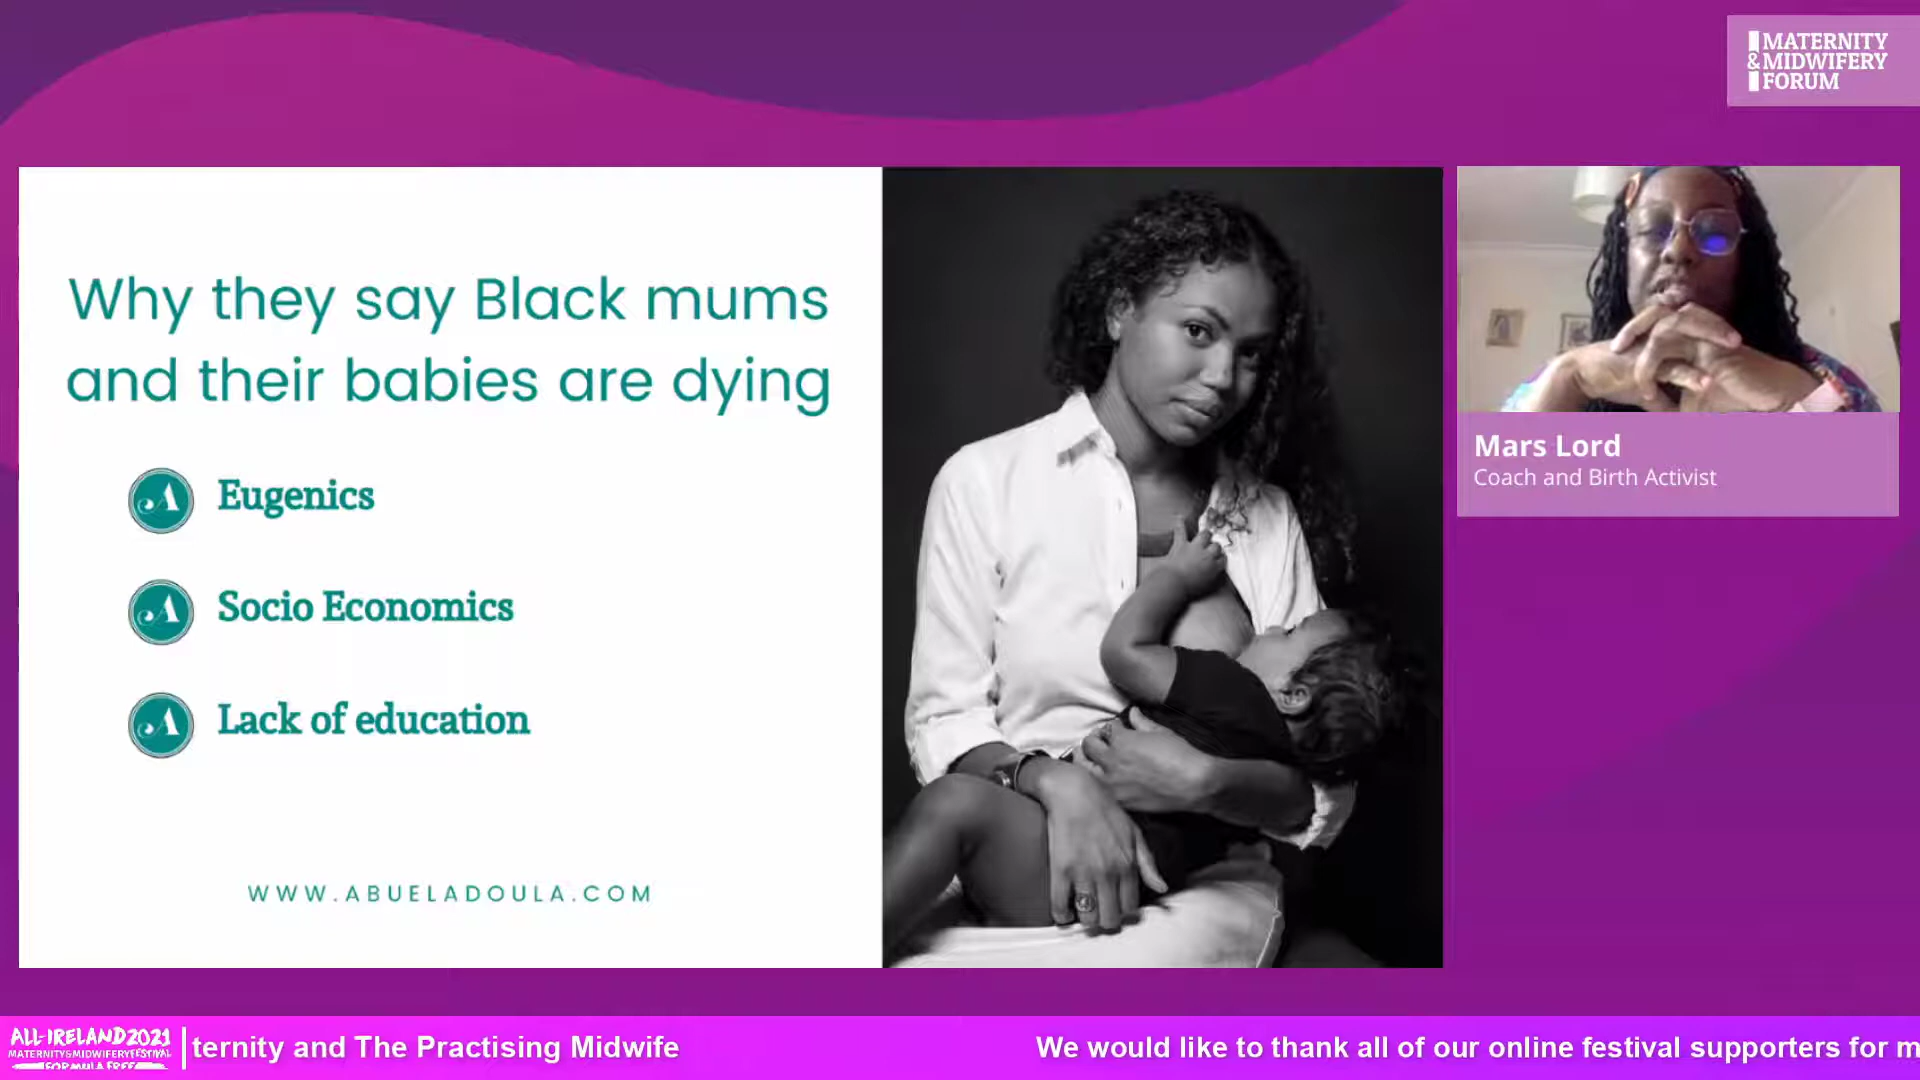 MATERNITY
&MIDWIFERY
FORUM
Why they say Black mums
and their babies are dying
Eugenics
Socio Economics
Lack of education
WWW.ABUELADOULA.COM
Mars Lord
Coach and Birth Activist
ALL-IRELAND2021
MATERNITY&MIDWIFERYFESTIVAL
FORMULA FREE
ternity and The Practising Midwife
We would like to thank all of our online festival supporters for m